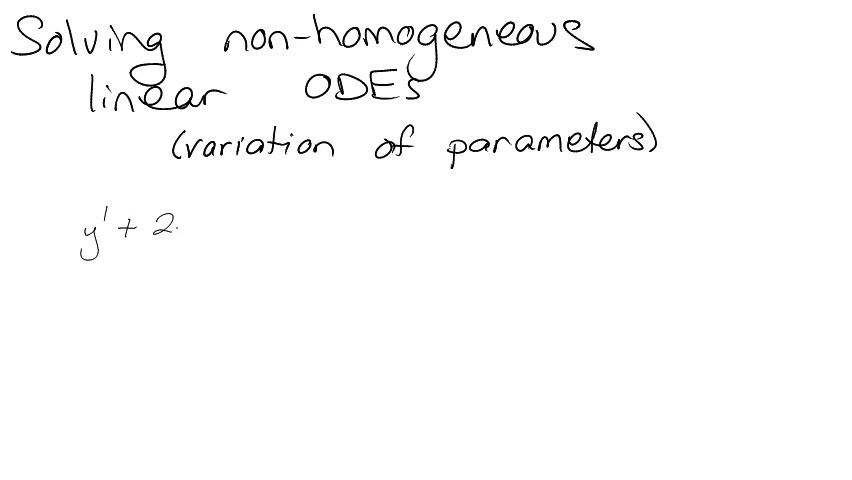 Solving non-homogeneous
linear ODEs
(variation of parameters)
y' + 2